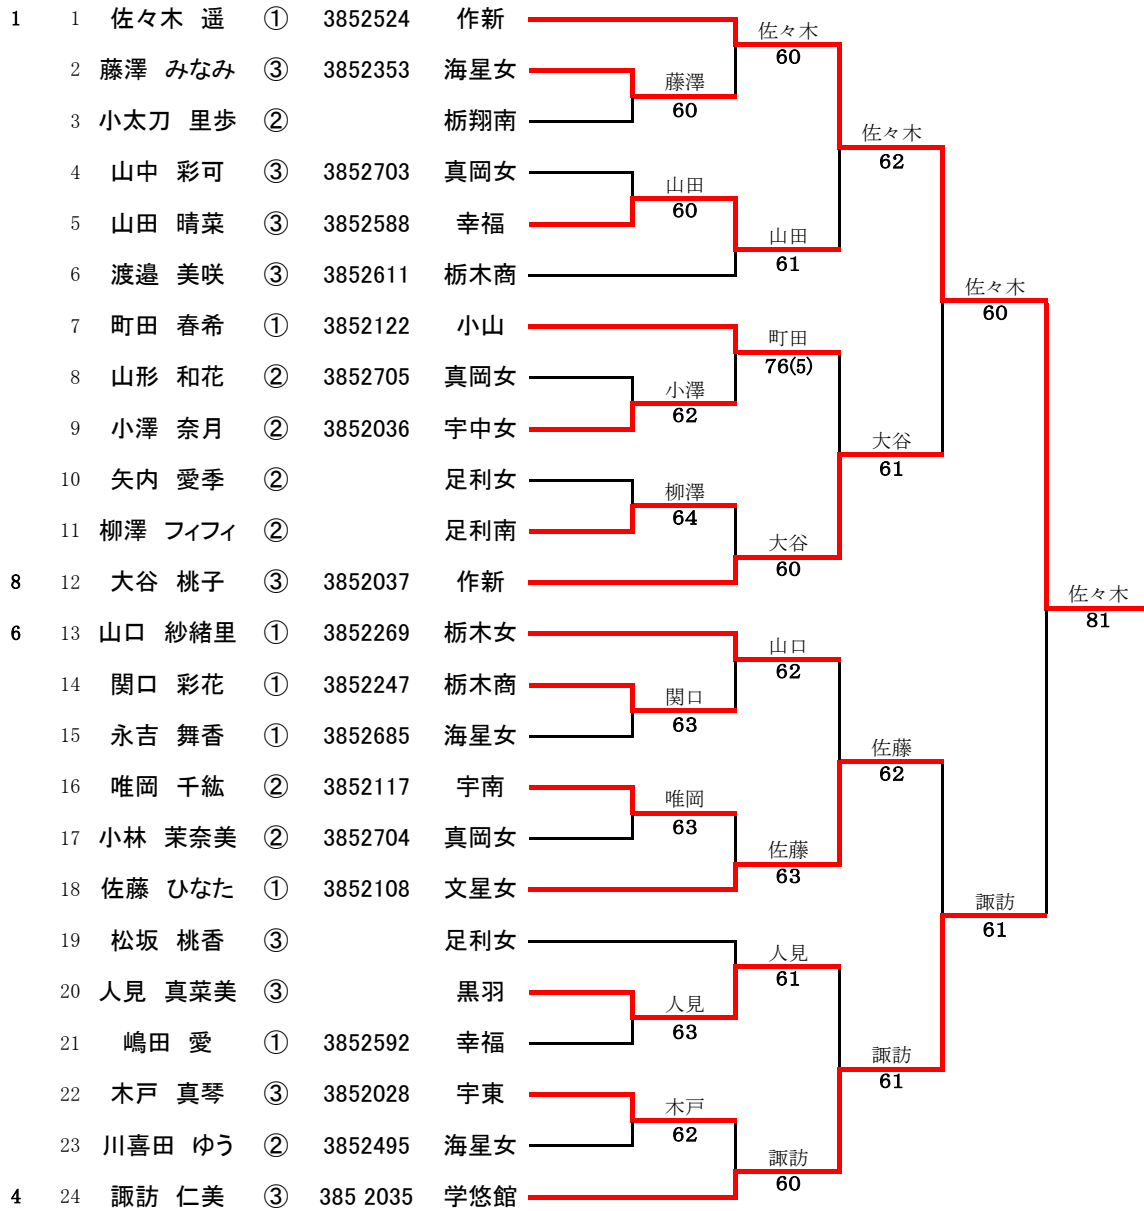 1 1 佐々木 遥 ① 3852524 作新
佐々木
60
2 藤澤 みなみ ③ 3852353 海星女
藤澤
60
3 小太刀 里歩 ② 栃翔南
佐々木
62
4 山中 彩可 ③ 3852703 真岡女
山田
60
5 山田 晴菜 ③ 3852588 幸福
山田
61
6 渡邉 美咲 ③ 3852611 栃木商
佐々木
60
7 町田 春希 ① 3852122 小山
町田
76(5)
8 山形 和花 ② 3852705 真岡女
小澤
62
9 小澤 奈月 ② 3852036 宇中女
大谷
61
10 矢内 愛季 ② 足利女
柳澤
64
11 柳澤 フィフィ ② 足利南
大谷
60
8 12 大谷 桃子 ③ 3852037 作新
佐々木
81
6 13 山口 紗緒里 ① 3852269 栃木女
山口
62
14 関口 彩花 ① 3852247 栃木商
関口
63
15 永吉 舞香 ① 3852685 海星女
佐藤
62
16 唯岡 千紘 ② 3852117 宇南
唯岡
63
17 小林 茉奈美 ② 3852704 真岡女
佐藤
63
18 佐藤 ひなた ① 3852108 文星女
諏訪
61
19 松坂 桃香 ③ 足利女
人見
61
20 人見 真菜美 ③ 黒羽
人見
63
21 嶋田 愛 ① 3852592 幸福
諏訪
61
22 木戸 真琴 ③ 3852028 宇東
木戸
62
23 川喜田 ゆう ② 3852495 海星女
諏訪
60
4 24 諏訪 仁美 ③ 385 2035 学悠館